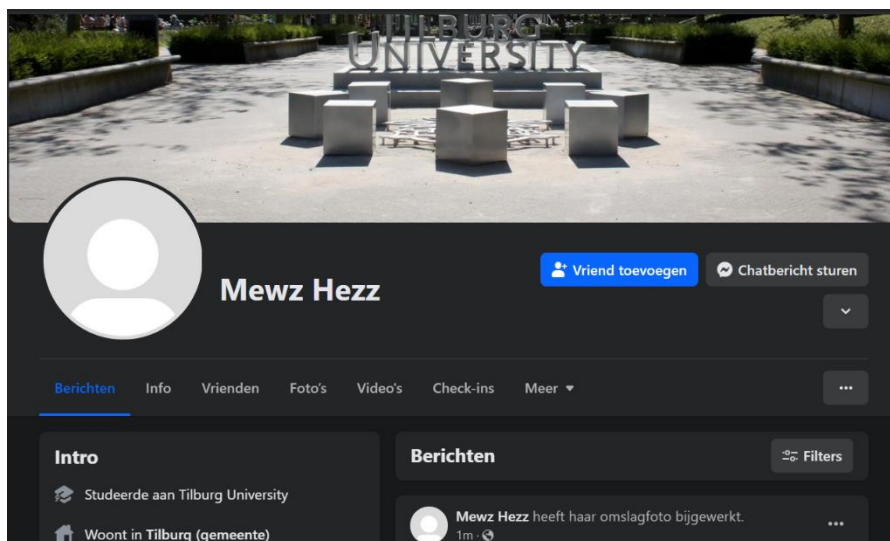 TILBURG
UNIVERSITY
Mewz Hezz
Vriend toevoegen
Chatbericht sturen
Berichten Info Vrienden Foto's Video's Check-ins Meer
Intro
Studeerde aan Tilburg University
Woont in Tilburg (gemeente)
Berichten
Filters
Mewz Hezz heeft haar omslagfoto bijgewerkt.
1m ·